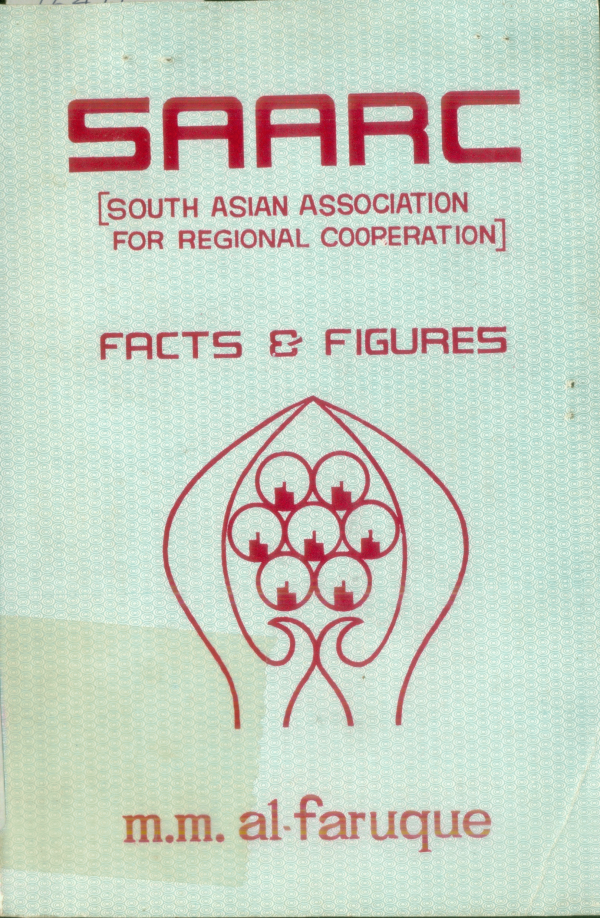 SAARC
[SOUTH ASIAN ASSOCIATION
FOR REGIONAL COOPERATION]
FACTS & FIGURES
m.m. al-faruque